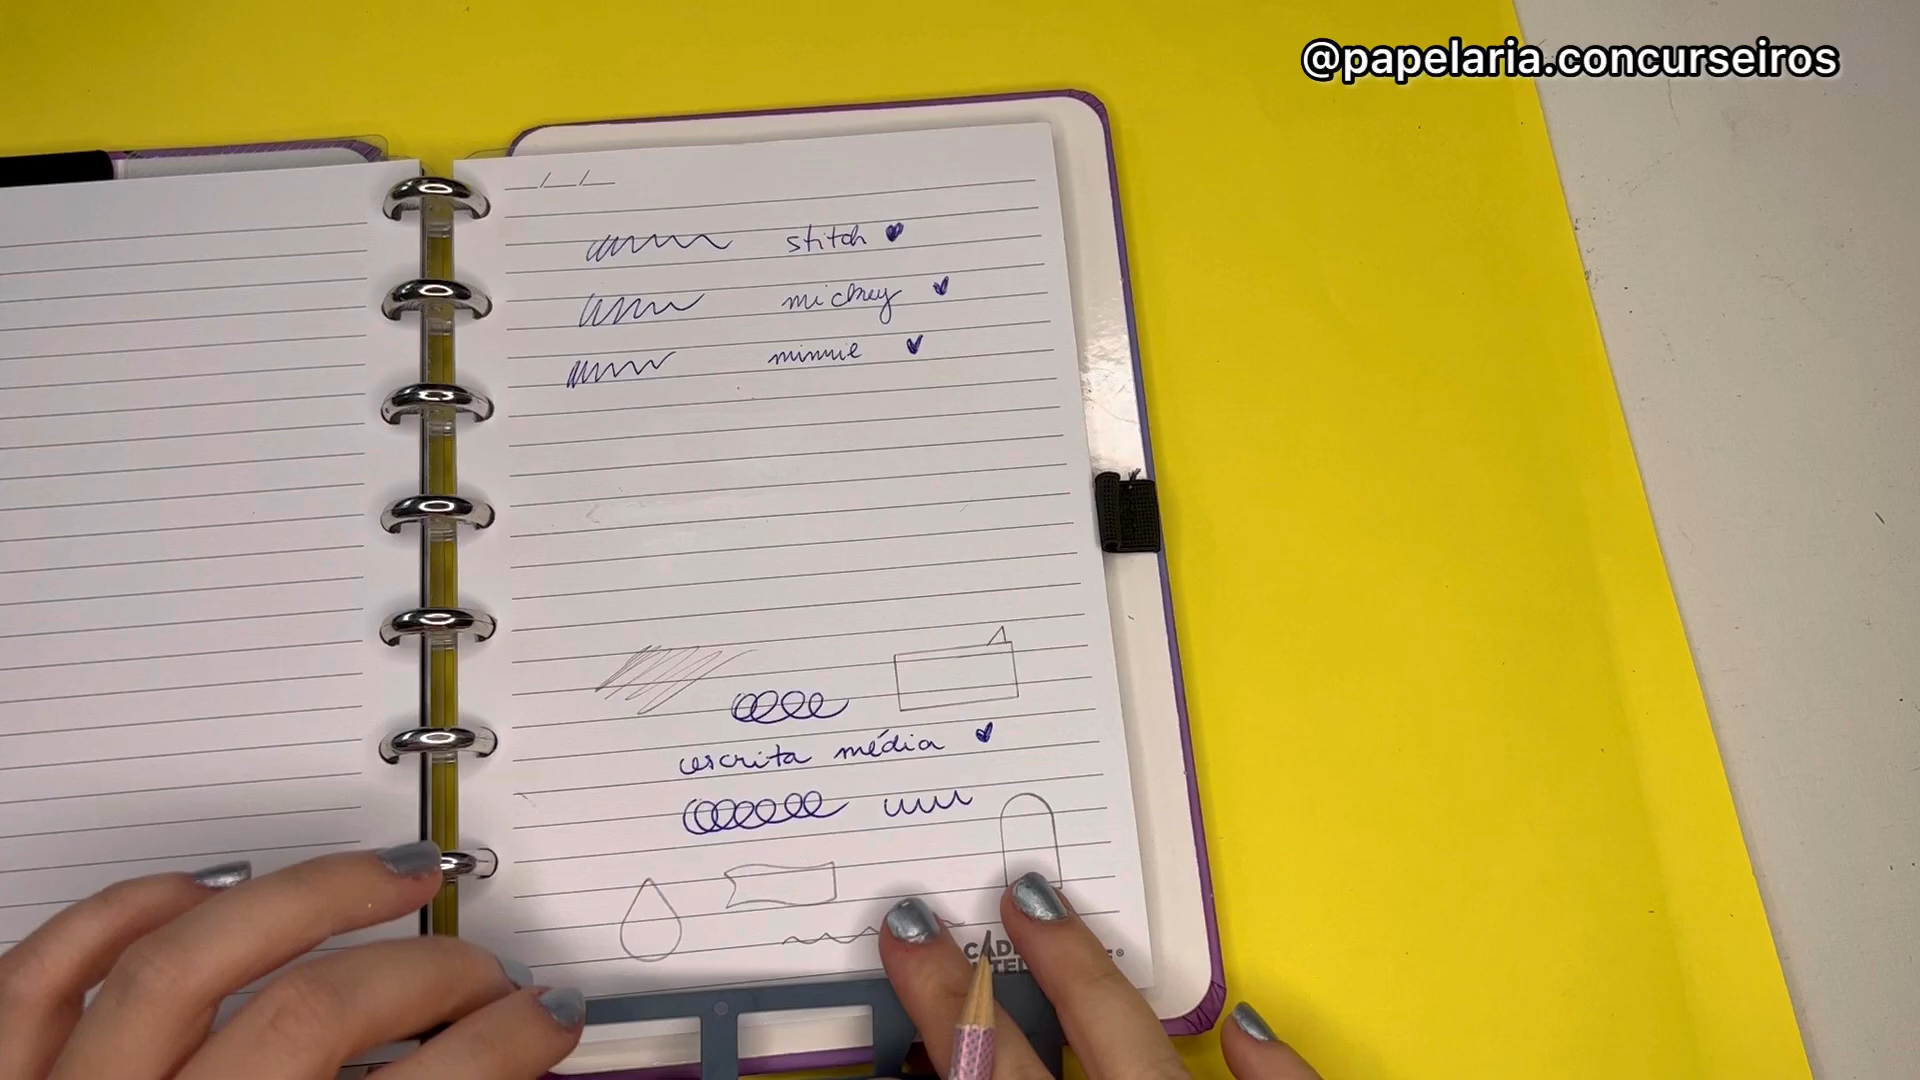 @papelaria.concurseiros
stitch
mickey
minnie
escrita média